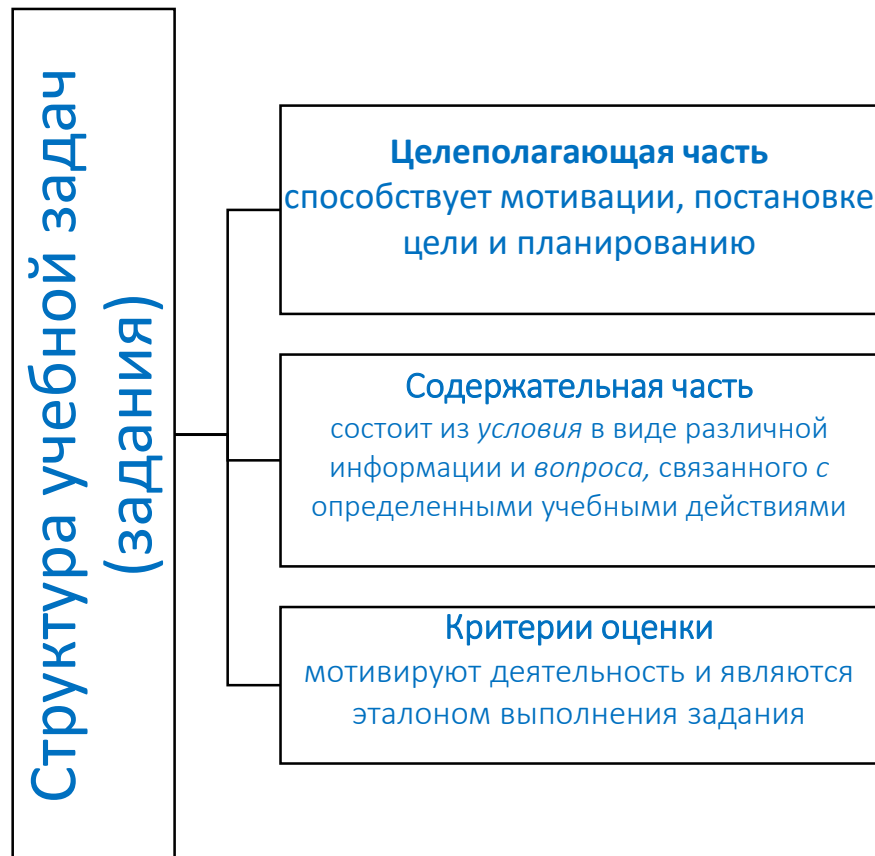 Структура учебной задач
(задания)
Целеполагающая часть
способствует мотивации, постановке
цели и планированию
Содержательная часть
состоит из условия в виде различной
информации и вопроса, связанного с
определенными учебными действиями
Критерии оценки
мотивируют деятельность и являются
эталоном выполнения задания